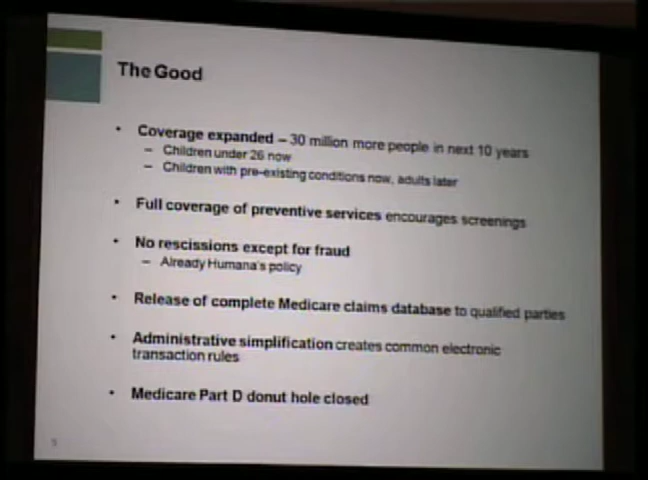 The Good
• Coverage expanded – 30 million more people in next 10 years
– Children under 26 now
– Children with pre-existing conditions now, adults later
• Full coverage of preventive services encourages screenings
• No rescissions except for fraud
– Already Humana's policy
• Release of complete Medicare claims database to qualified parties
• Administrative simplification creates common electronic
transaction rules
• Medicare Part D donut hole closed